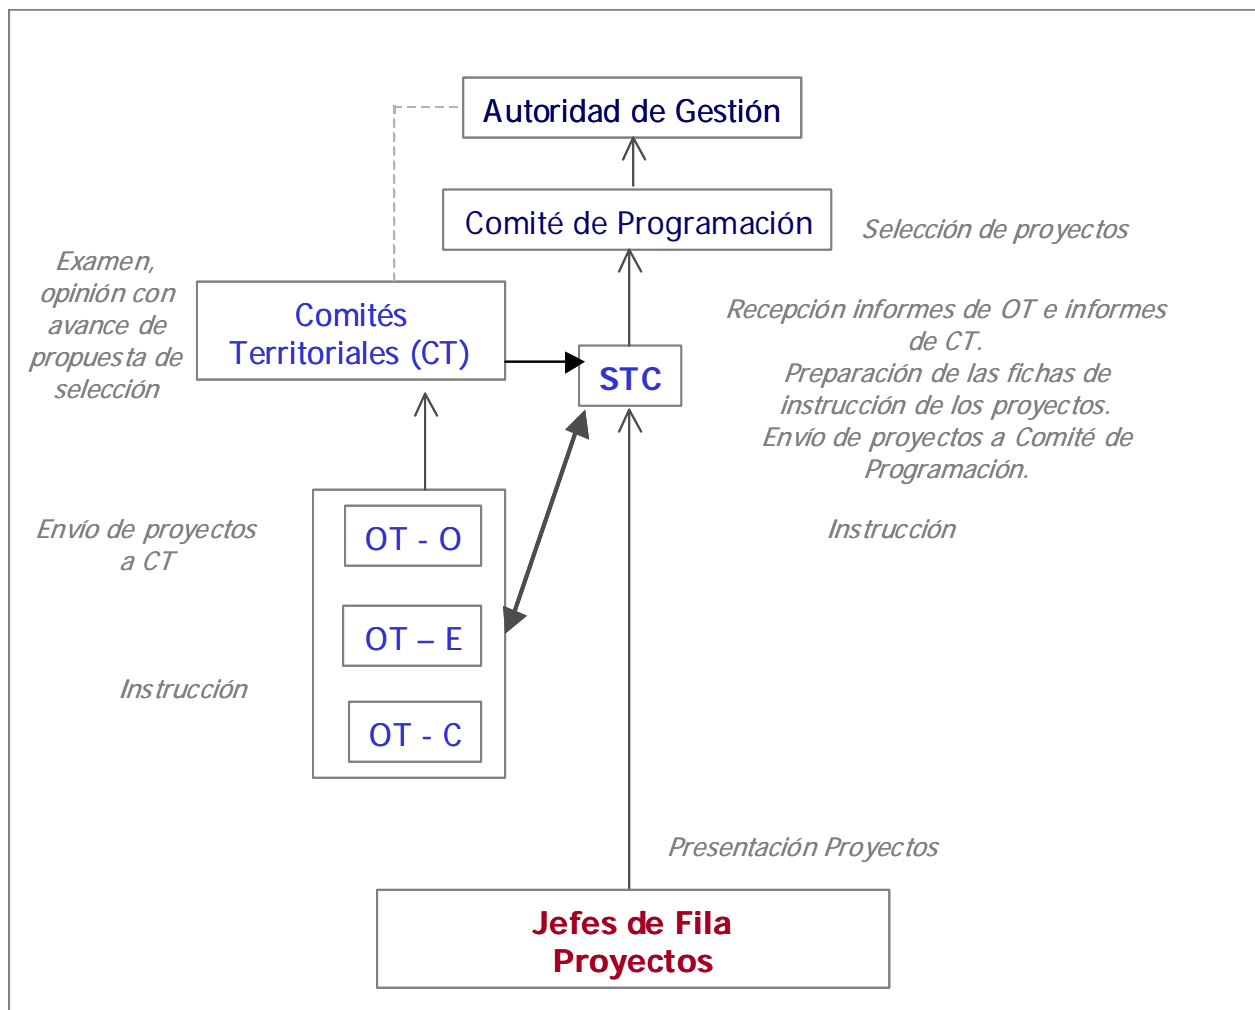 Autoridad de Gestión
Comité de Programación
Selección de proyectos
Examen,
opinión con
avance de
propuesta de
selección
Comités
Territoriales (CT)
STC
Recepción informes de OT e informes
de CT.
Preparación de las fichas de
instrucción de los proyectos.
Envío de proyectos a Comité de
Programación.
Envío de proyectos
a CT
OT - O
Instrucción
OT – E
Instrucción
OT - C
Presentación Proyectos
Jefes de Fila
Proyectos